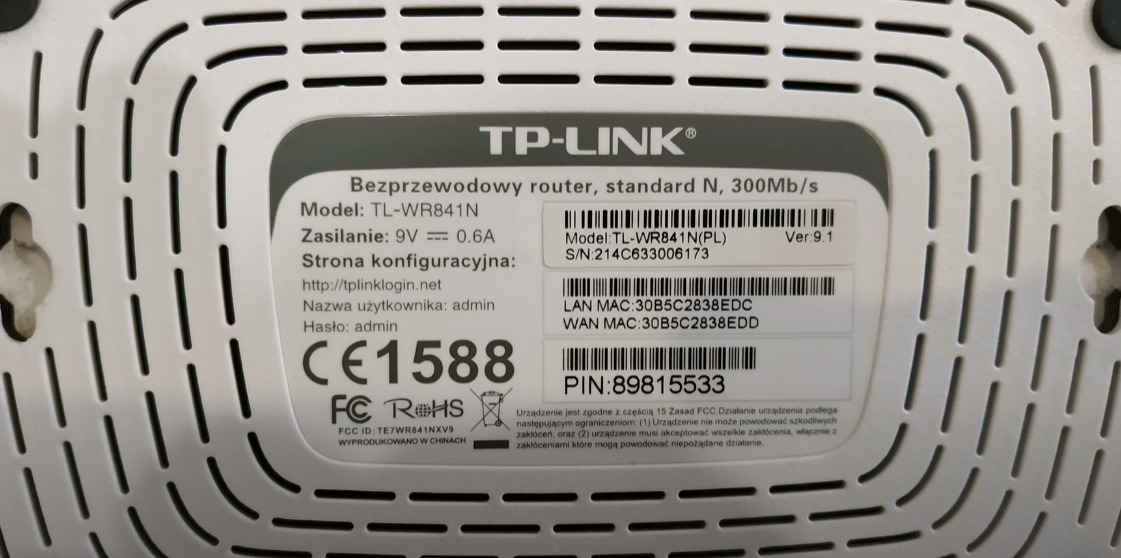 TP-LINK®
Bezprzewodowy router, standard N, 300Mb/s
Model: TL-WR841N
Zasilanie: 9V ⎓ 0.6A
Strona konfiguracyjna:
http://tplinklogin.net
Nazwa użytkownika: admin
Hasło: admin
CE1588
FC RoHS
FCC ID:TE7WR841NXV9
WYPRODUKOWANO W CHINACH
Model:TL-WR841N(PL) Ver:9.1
S/N:214C633006173
LAN MAC:30B5C2838EDC
WAN MAC:30B5C2838EDD
PIN:89815533
Urządzenie jest zgodne z częścią 15 Zasad FCC.Działanie urządzenia podlega
następującym ograniczeniom: (1) Urządzenie nie może powodować szkodliwych
zakłóceń, oraz (2) urządzenie musi akceptować wszelkie zakłócenia, włącznie z
zakłóceniami które mogą powodować niepożądane działanie.